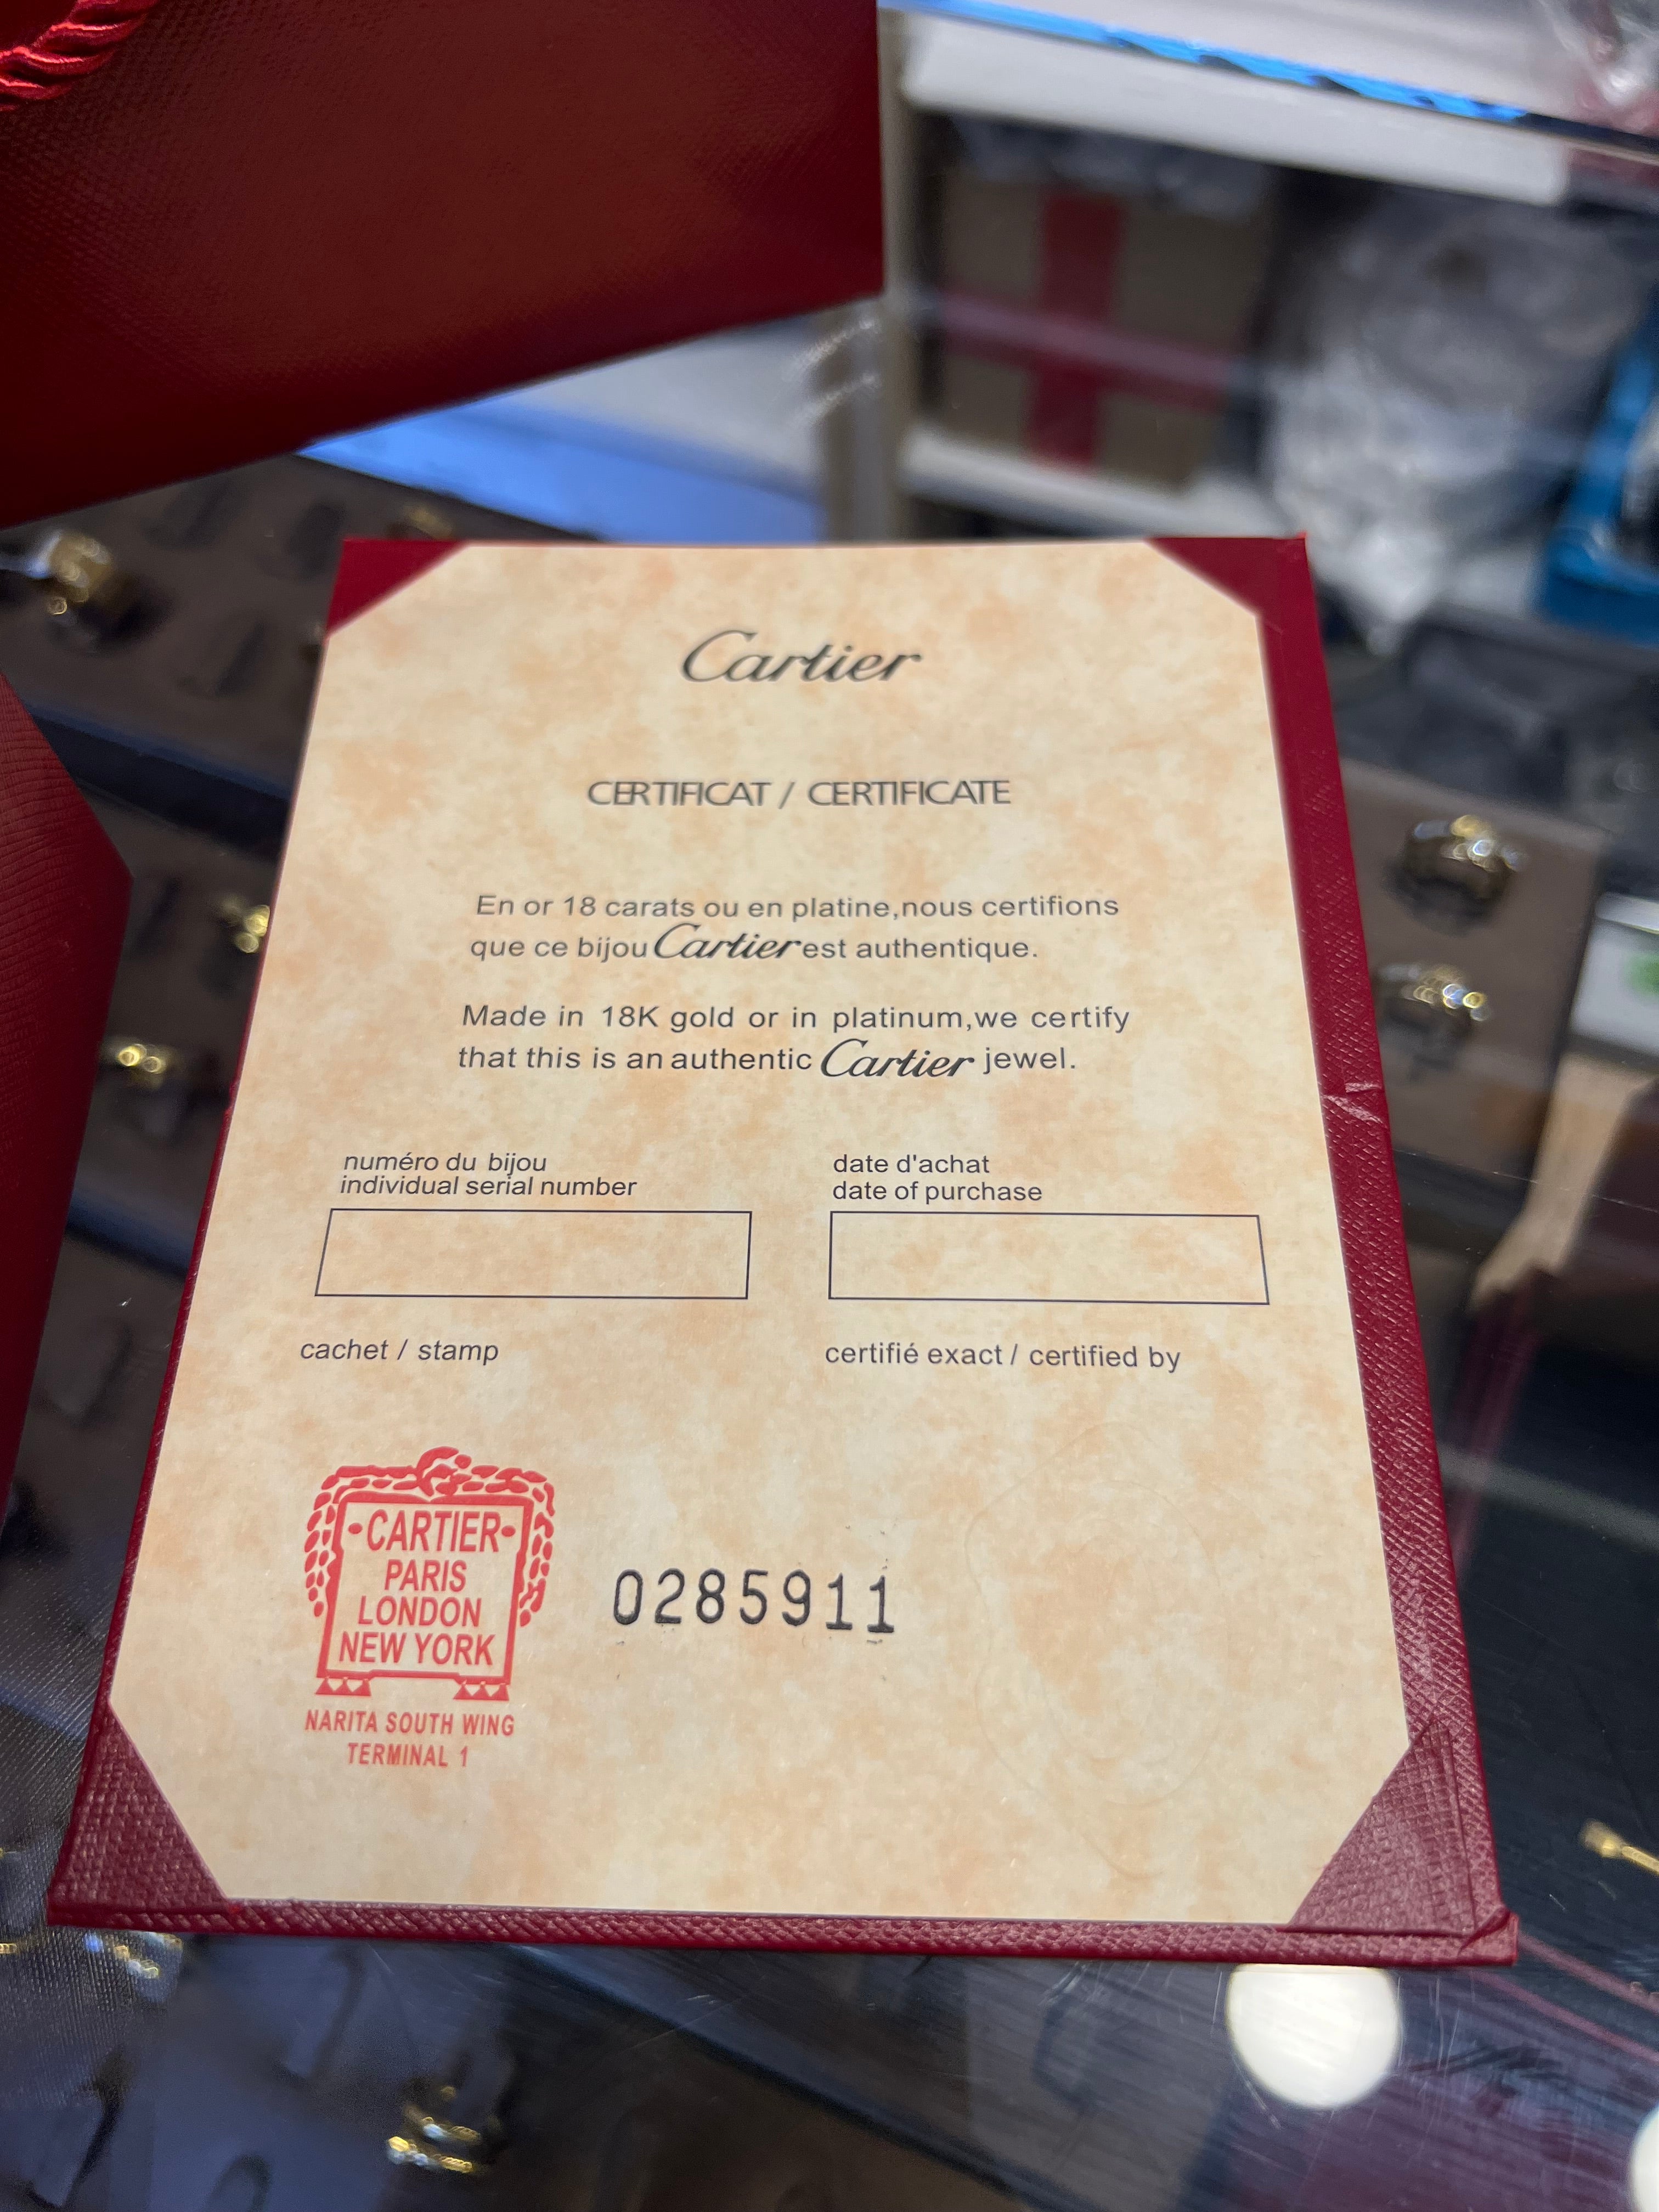 Cartier
CERTIFICAT / CERTIFICATE
En or 18 carats ou en platine,nous certifions
que ce bijou Cartier est authentique.
Made in 18K gold or in platinum,we certify
that this is an authentic Cartier jewel.
numéro du bijou
individual serial number
date d'achat
date of purchase
cachet / stamp
certifié exact / certified by
·CARTIER·
PARIS
LONDON
NEW YORK
NARITA SOUTH WING
TERMINAL 1
0285911